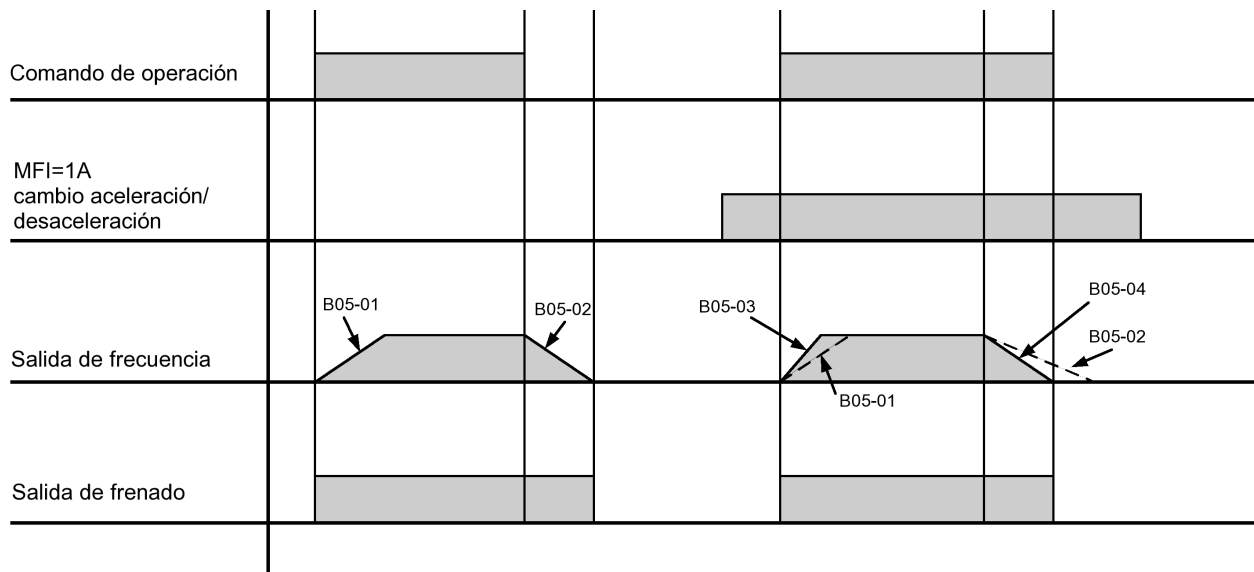 Comando de operación
MFI=1A
cambio aceleración/
desaceleración
B05-01
B05-02
B05-03
B05-04
B05-02
B05-01
Salida de frecuencia
Salida de frenado